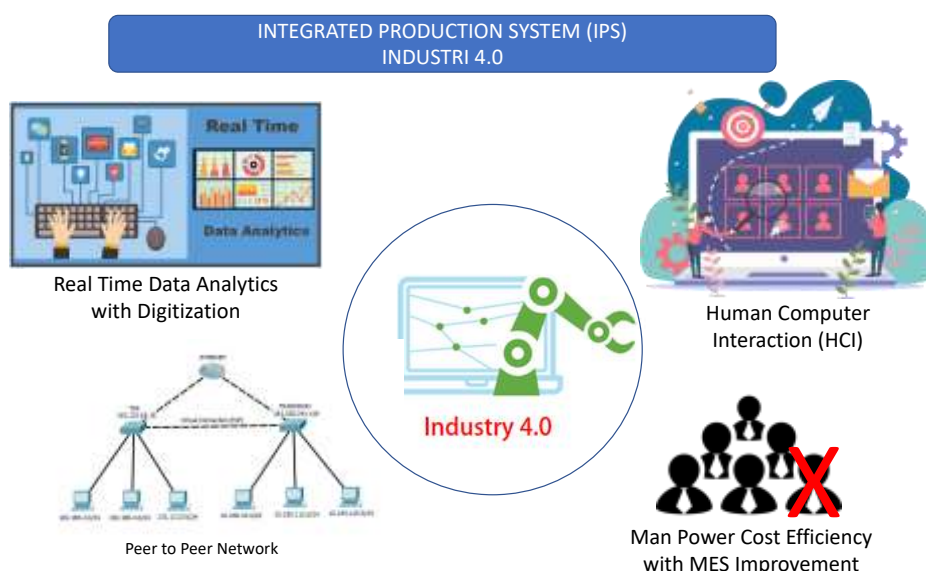 INTEGRATED PRODUCTION SYSTEM (IPS)
INDUSTRI 4.0
Real Time
Data Analytics
Real Time Data Analytics
with Digitization
Human Computer
Interaction (HCI)
Industry 4.0
Peer to Peer Network
Man Power Cost Efficiency
with MES Improvement